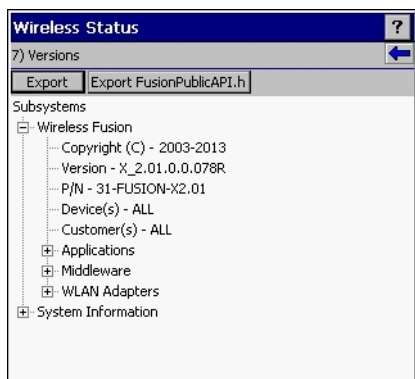 Wireless Status ?
7) Versions
Export Export FusionPublicAPI.h
Subsystems
Wireless Fusion
Copyright (C) - 2003-2013
Version - X_2.01.0.0.078R
P/N - 31-FUSION-X2.01
Device(s) - ALL
Customer(s) - ALL
Applications
Middleware
WLAN Adapters
System Information